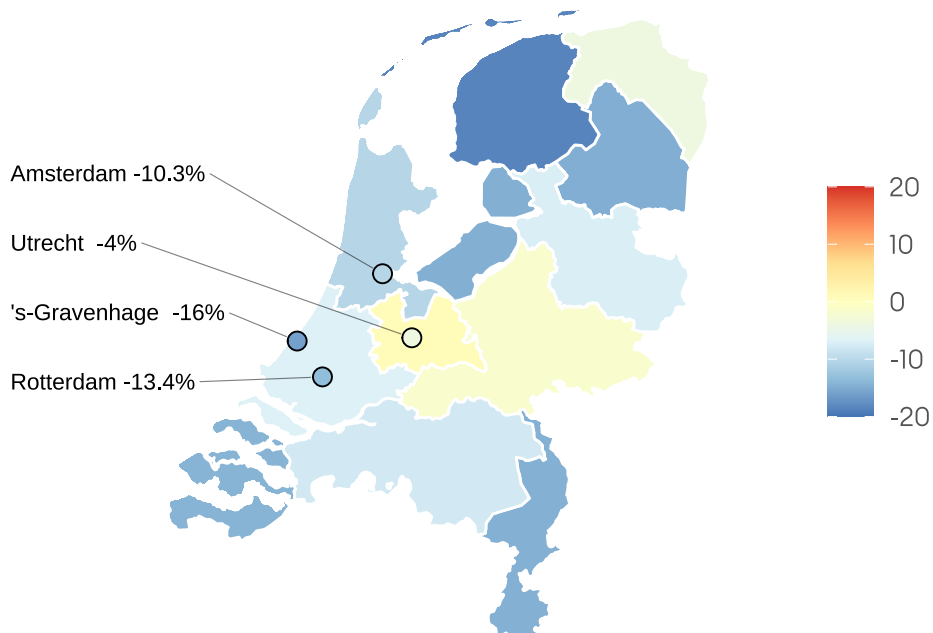 Amsterdam -10.3%
Utrecht -4%
's-Gravenhage -16%
Rotterdam -13.4%
20
10
0
-10
-20